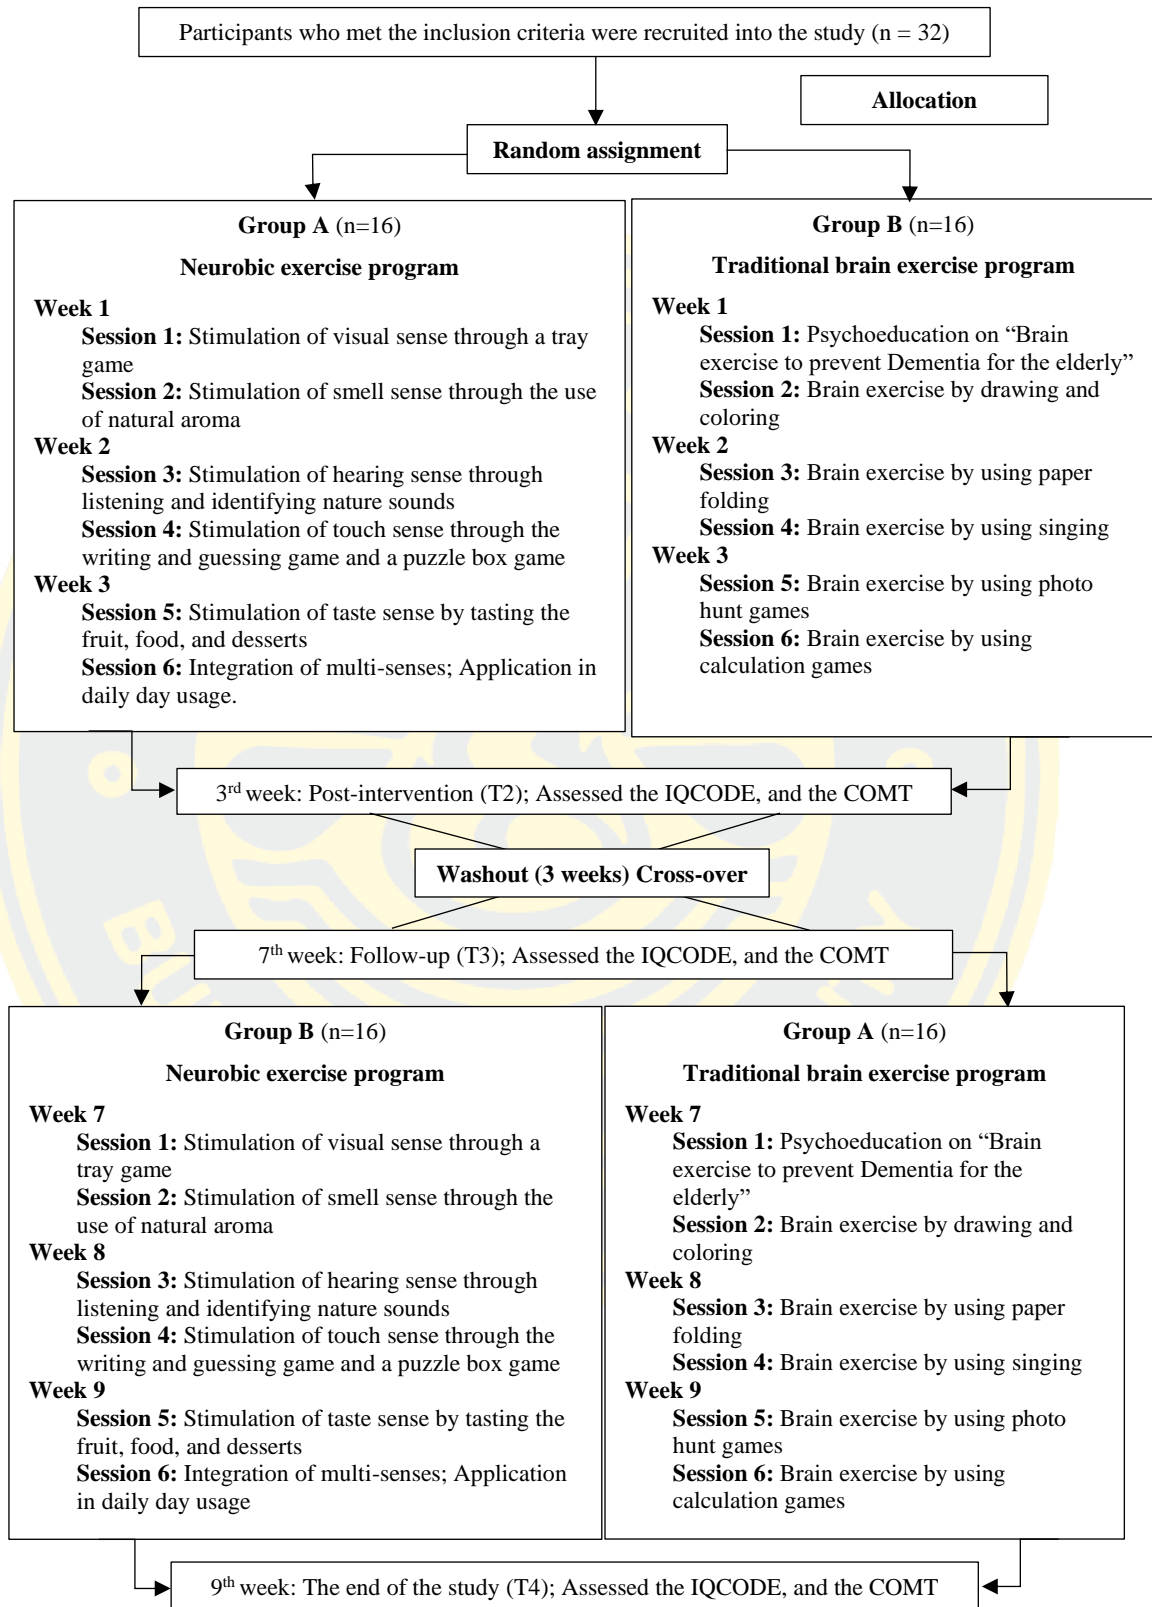 Participants who met the inclusion criteria were recruited into the study (n = 32)
Allocation
Random assignment
Group A (n=16)
Neurobic exercise program
Week 1
Session 1: Stimulation of visual sense through a tray
game
Session 2: Stimulation of smell sense through the use
of natural aroma
Week 2
Session 3: Stimulation of hearing sense through
listening and identifying nature sounds
Session 4: Stimulation of touch sense through the
writing and guessing game and a puzzle box game
Week 3
Session 5: Stimulation of taste sense by tasting the
fruit, food, and desserts
Session 6: Integration of multi-senses; Application in
daily day usage.
Group B (n=16)
Traditional brain exercise program
Week 1
Session 1: Psychoeducation on “Brain
exercise to prevent Dementia for the elderly”
Session 2: Brain exercise by drawing and
coloring
Week 2
Session 3: Brain exercise by using paper
folding
Session 4: Brain exercise by using singing
Week 3
Session 5: Brain exercise by using photo
hunt games
Session 6: Brain exercise by using
calculation games
3rd week: Post-intervention (T2); Assessed the IQCODE, and the COMT
Washout (3 weeks) Cross-over
7th week: Follow-up (T3); Assessed the IQCODE, and the COMT
Group B (n=16)
Neurobic exercise program
Week 7
Session 1: Stimulation of visual sense through a
tray game
Session 2: Stimulation of smell sense through the
use of natural aroma
Week 8
Session 3: Stimulation of hearing sense through
listening and identifying nature sounds
Session 4: Stimulation of touch sense through the
writing and guessing game and a puzzle box game
Week 9
Session 5: Stimulation of taste sense by tasting the
fruit, food, and desserts
Session 6: Integration of multi-senses; Application
in daily day usage
Group A (n=16)
Traditional brain exercise program
Week 7
Session 1: Psychoeducation on “Brain
exercise to prevent Dementia for the
elderly”
Session 2: Brain exercise by drawing and
coloring
Week 8
Session 3: Brain exercise by using paper
folding
Session 4: Brain exercise by using singing
Week 9
Session 5: Brain exercise by using photo
hunt games
Session 6: Brain exercise by using
calculation games
9th week: The end of the study (T4); Assessed the IQCODE, and the COMT